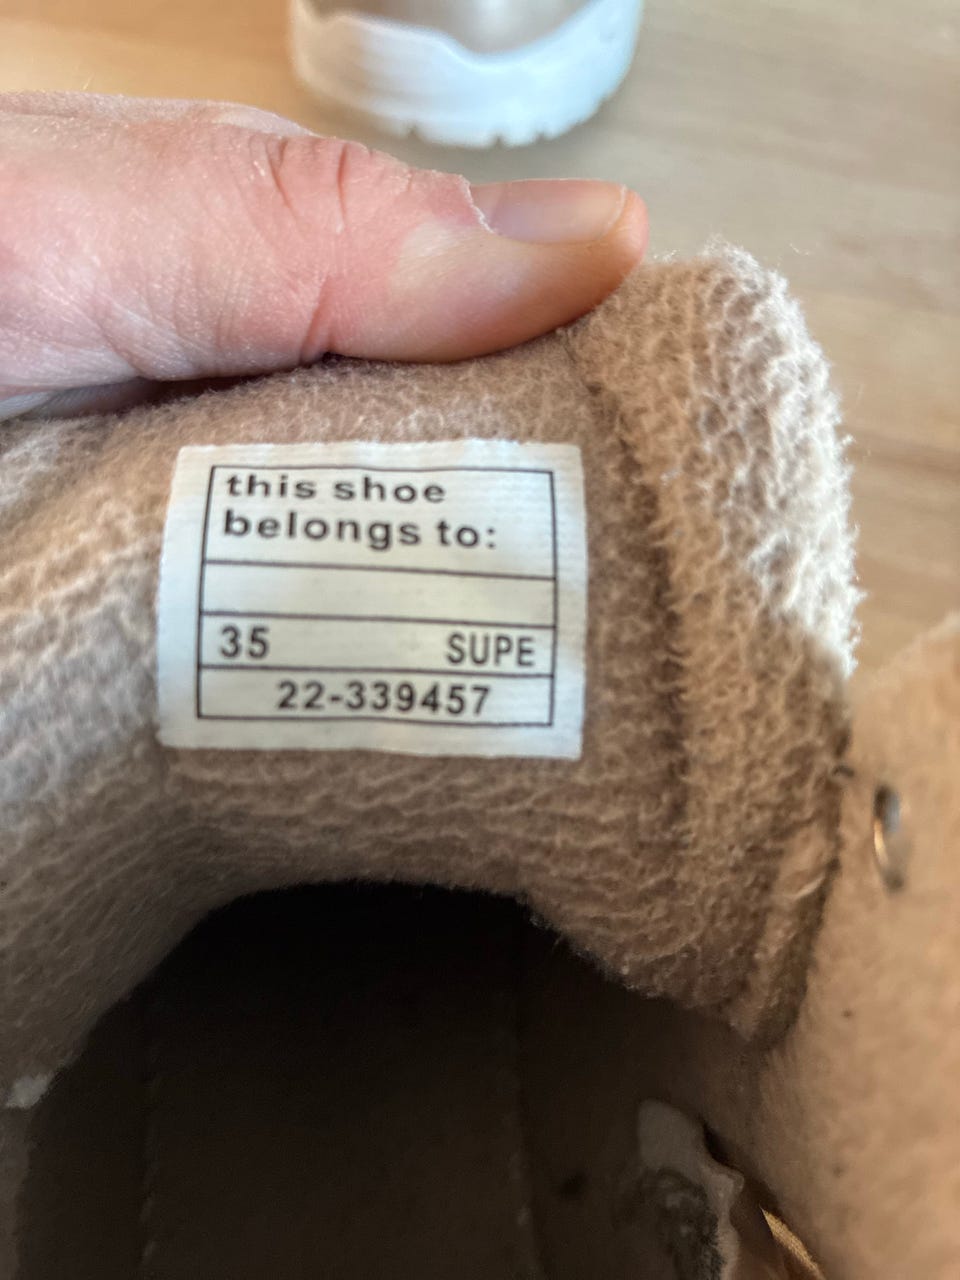 this shoe
belongs to:
35 SUPE
22-339457